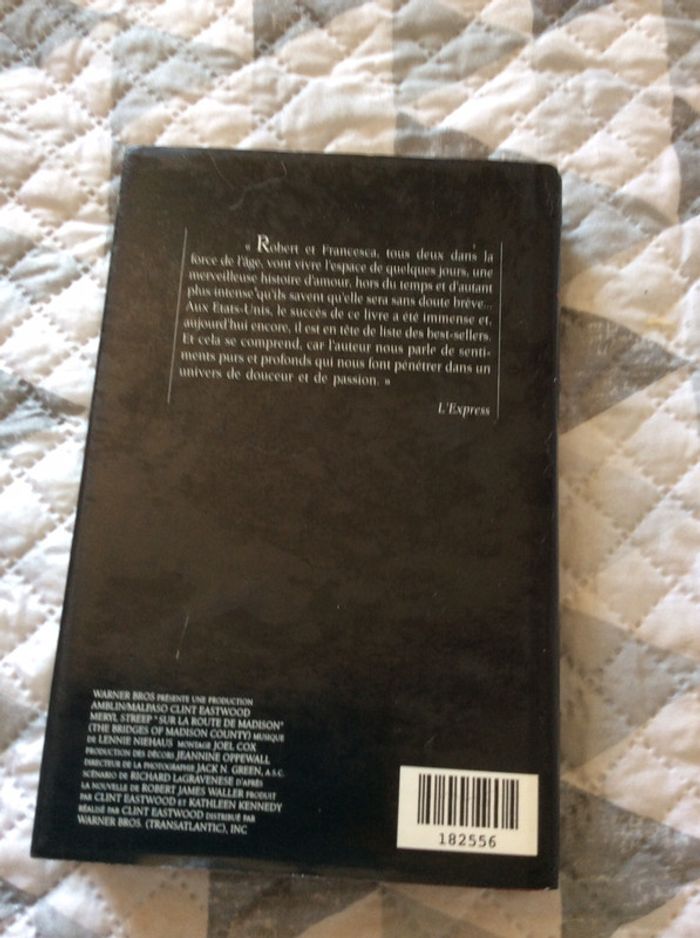 « Robert et Francesca, tous deux dans la
force de l'âge, vont vivre l'espace de quelques jours, une
merveilleuse histoire d'amour, hors du temps et d'autant
plus intense qu'ils savent qu'elle sera sans doute brève...
Aux Etats-Unis, le succès de ce livre a été immense et,
aujourd'hui encore, il est en tête de liste des best-sellers.
Et cela se comprend, car l'auteur nous parle de senti-
ments purs et profonds qui nous font pénétrer dans un
univers de douceur et de passion. »
L'Express
WARNER BROS PRÉSENTE UNE PRODUCTION
AMBLIN/MALPASO CLINT EASTWOOD
MERYL STREEP "SUR LA ROUTE DE MADISON"
(THE BRIDGES OF MADISON COUNTY) MUSIQUE
DE LENNIE NIEHAUS MONTAGE JOEL COX
PRODUCTION DES DÉCORS JEANNINE OPPEWALL
DIRECTEUR DE LA PHOTOGRAPHIE JACK N. GREEN, A.S.C.
SCÉNARIO DE RICHARD LAGRAVENESE D'APRÈS
LA NOUVELLE DE ROBERT JAMES WALLER PRODUIT
PAR CLINT EASTWOOD ET KATHLEEN KENNEDY
RÉALISÉ PAR CLINT EASTWOOD DISTRIBUÉ PAR
WARNER BROS. (TRANSATLANTIC), INC
182556